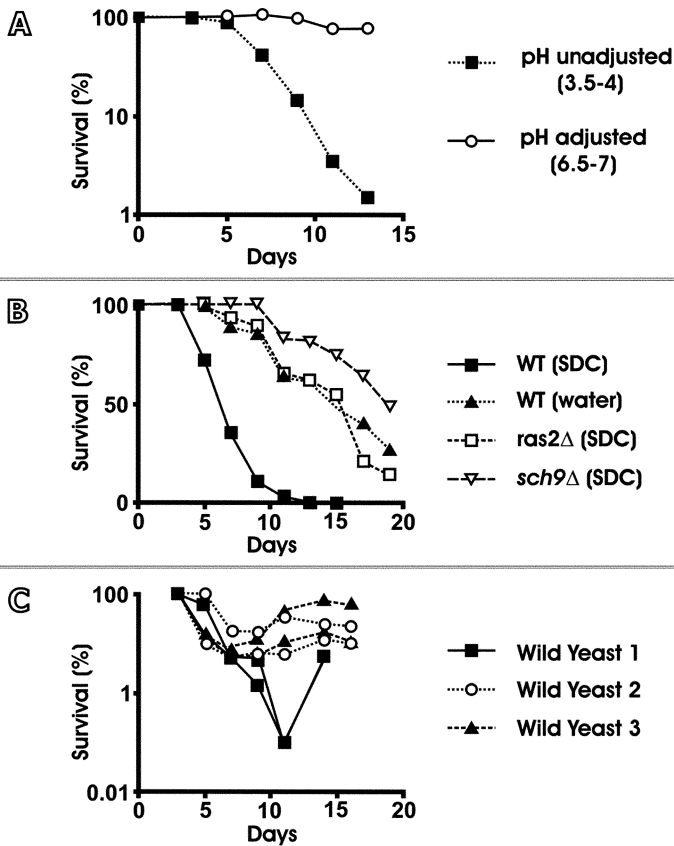 A
Survival (%)
100
10
1
0
5
10
15
Days
pH unadjusted
(3.5-4)
pH adjusted
(6.5-7)
B
Survival (%)
100
50
0
0
5
10
15
20
Days
WT (SDC)
WT (water)
ras2Δ (SDC)
sch9Δ (SDC)
C
Survival (%)
100
1
0.01
0
5
10
15
20
Days
Wild Yeast 1
Wild Yeast 2
Wild Yeast 3